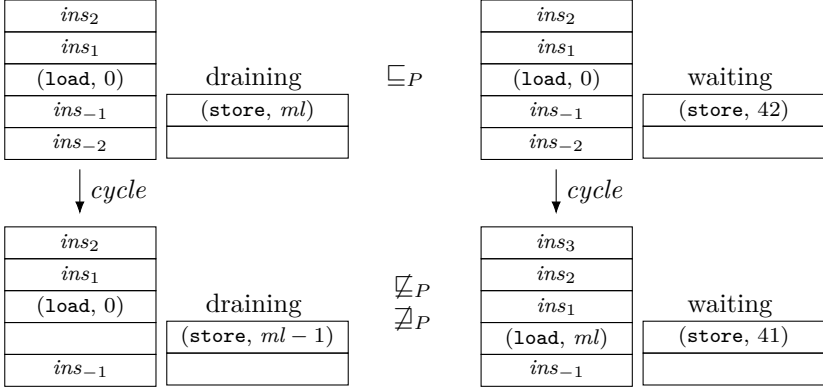 ins₂ ins₂
ins₁ ins₁
(load, 0) draining ⊑P (load, 0) waiting
ins₋₁ (store, ml) ins₋₁ (store, 42)
ins₋₂ ins₋₂
cycle cycle
ins₂ ins₃
ins₁ ins₂
(load, 0) draining ⋢P ins₁ waiting
(store, ml − 1) ⋣P (load, ml) (store, 41)
ins₋₁ ins₋₁